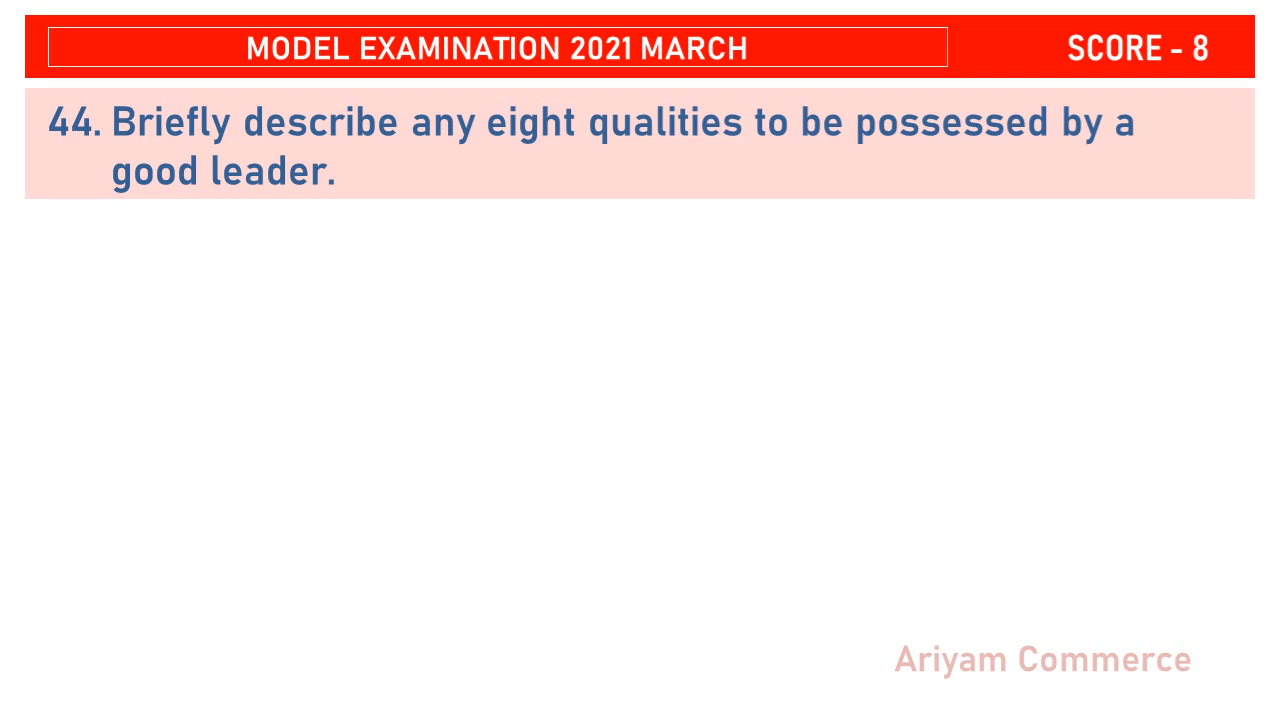 MODEL EXAMINATION 2021 MARCH
SCORE - 8
44. Briefly describe any eight qualities to be possessed by a
good leader.
Ariyam Commerce